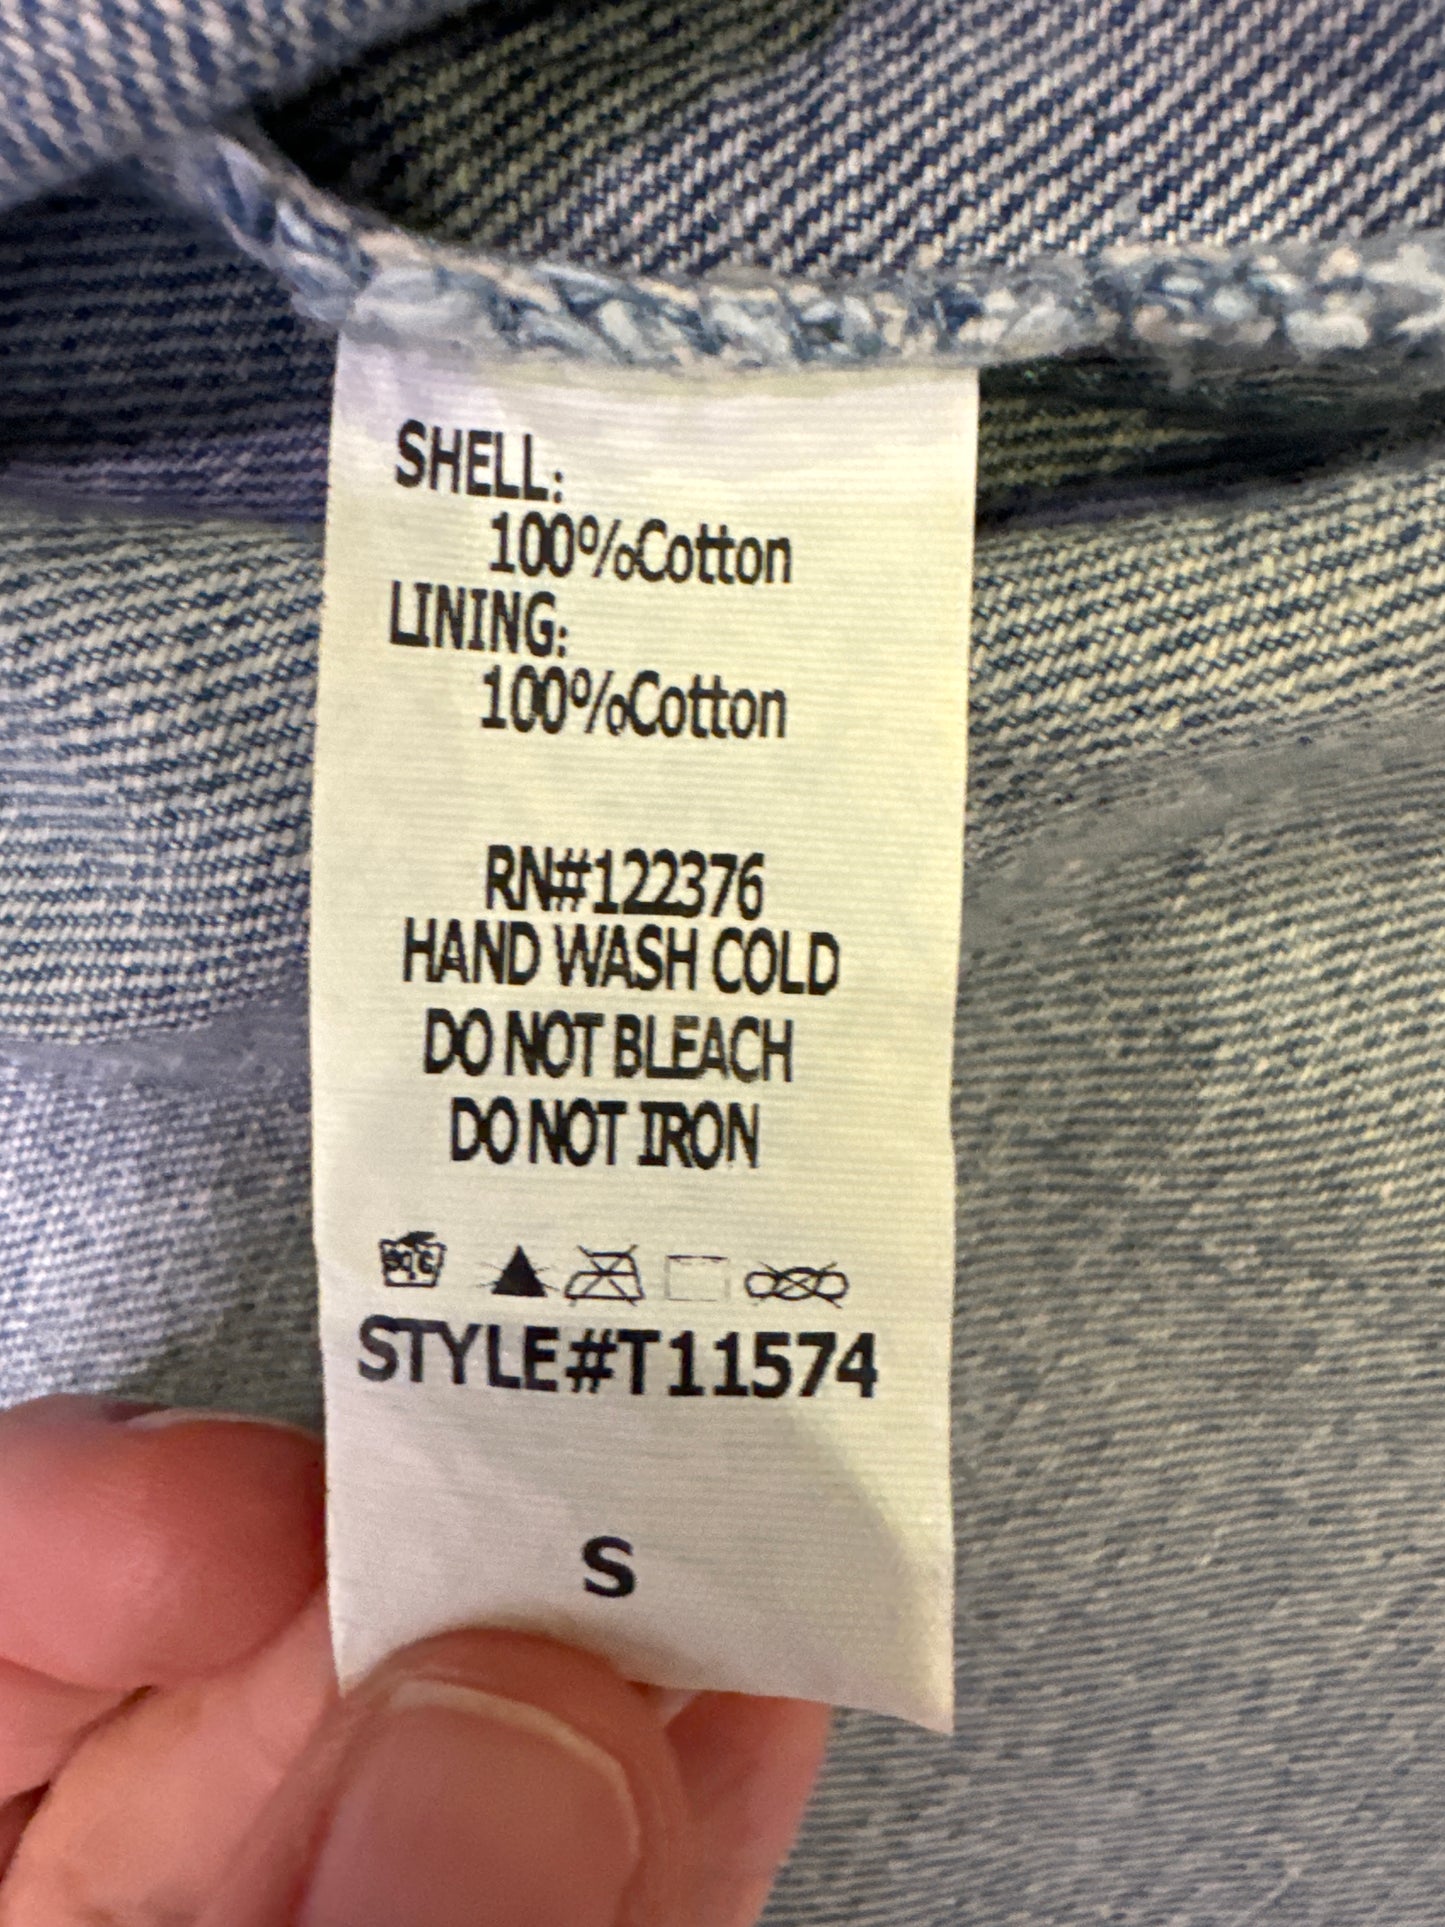 SHELL:
100%Cotton
LINING:
100%Cotton
RN#122376
HAND WASH COLD
DO NOT BLEACH
DO NOT IRON
STYLE#T11574
S